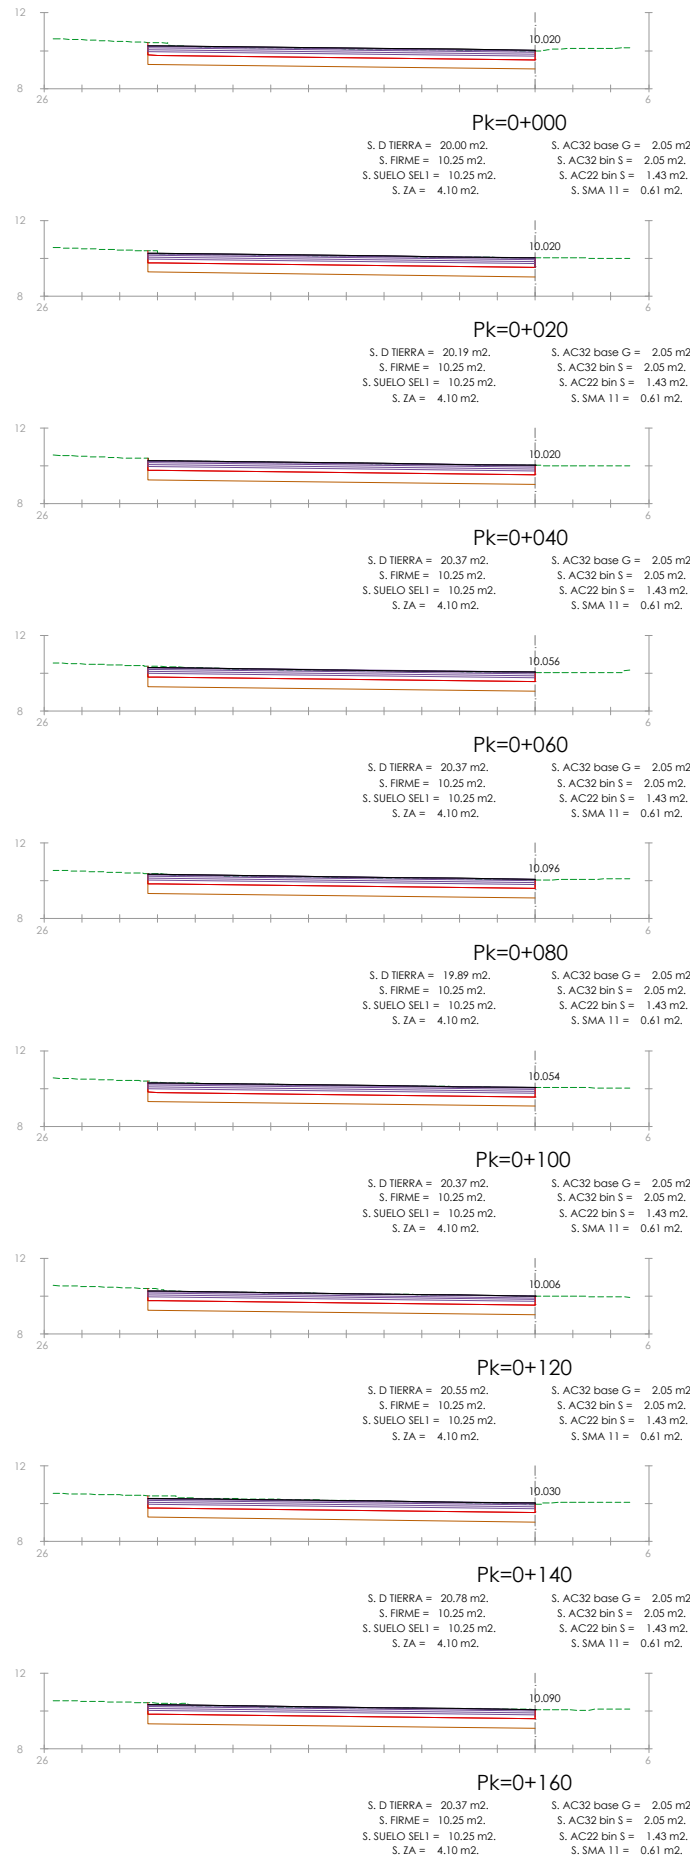 12
10.020
8
26
6
Pk=0+000
S. D TIERRA = 20.00 m2. S. AC32 base G = 2.05 m2
S. FIRME = 10.25 m2. S. AC32 bin S = 2.05 m2.
S. SUELO SEL1 = 10.25 m2. S. AC22 bin S = 1.43 m2.
S. ZA = 4.10 m2. S. SMA 11 = 0.61 m2.
12
10.020
8
26
6
Pk=0+020
S. D TIERRA = 20.19 m2. S. AC32 base G = 2.05 m2
S. FIRME = 10.25 m2. S. AC32 bin S = 2.05 m2.
S. SUELO SEL1 = 10.25 m2. S. AC22 bin S = 1.43 m2.
S. ZA = 4.10 m2. S. SMA 11 = 0.61 m2.
12
10.020
8
26
6
Pk=0+040
S. D TIERRA = 20.37 m2. S. AC32 base G = 2.05 m2
S. FIRME = 10.25 m2. S. AC32 bin S = 2.05 m2.
S. SUELO SEL1 = 10.25 m2. S. AC22 bin S = 1.43 m2.
S. ZA = 4.10 m2. S. SMA 11 = 0.61 m2.
12
10.056
8
26
6
Pk=0+060
S. D TIERRA = 20.37 m2. S. AC32 base G = 2.05 m2
S. FIRME = 10.25 m2. S. AC32 bin S = 2.05 m2.
S. SUELO SEL1 = 10.25 m2. S. AC22 bin S = 1.43 m2.
S. ZA = 4.10 m2. S. SMA 11 = 0.61 m2.
12
10.096
8
26
6
Pk=0+080
S. D TIERRA = 19.89 m2. S. AC32 base G = 2.05 m2
S. FIRME = 10.25 m2. S. AC32 bin S = 2.05 m2.
S. SUELO SEL1 = 10.25 m2. S. AC22 bin S = 1.43 m2.
S. ZA = 4.10 m2. S. SMA 11 = 0.61 m2.
12
10.054
8
26
6
Pk=0+100
S. D TIERRA = 20.37 m2. S. AC32 base G = 2.05 m2
S. FIRME = 10.25 m2. S. AC32 bin S = 2.05 m2.
S. SUELO SEL1 = 10.25 m2. S. AC22 bin S = 1.43 m2.
S. ZA = 4.10 m2. S. SMA 11 = 0.61 m2.
12
10.006
8
26
6
Pk=0+120
S. D TIERRA = 20.55 m2. S. AC32 base G = 2.05 m2
S. FIRME = 10.25 m2. S. AC32 bin S = 2.05 m2.
S. SUELO SEL1 = 10.25 m2. S. AC22 bin S = 1.43 m2.
S. ZA = 4.10 m2. S. SMA 11 = 0.61 m2.
12
10.030
8
26
6
Pk=0+140
S. D TIERRA = 20.78 m2. S. AC32 base G = 2.05 m2
S. FIRME = 10.25 m2. S. AC32 bin S = 2.05 m2.
S. SUELO SEL1 = 10.25 m2. S. AC22 bin S = 1.43 m2.
S. ZA = 4.10 m2. S. SMA 11 = 0.61 m2.
12
10.090
8
26
6
Pk=0+160
S. D TIERRA = 20.37 m2. S. AC32 base G = 2.05 m2
S. FIRME = 10.25 m2. S. AC32 bin S = 2.05 m2.
S. SUELO SEL1 = 10.25 m2. S. AC22 bin S = 1.43 m2.
S. ZA = 4.10 m2. S. SMA 11 = 0.61 m2.